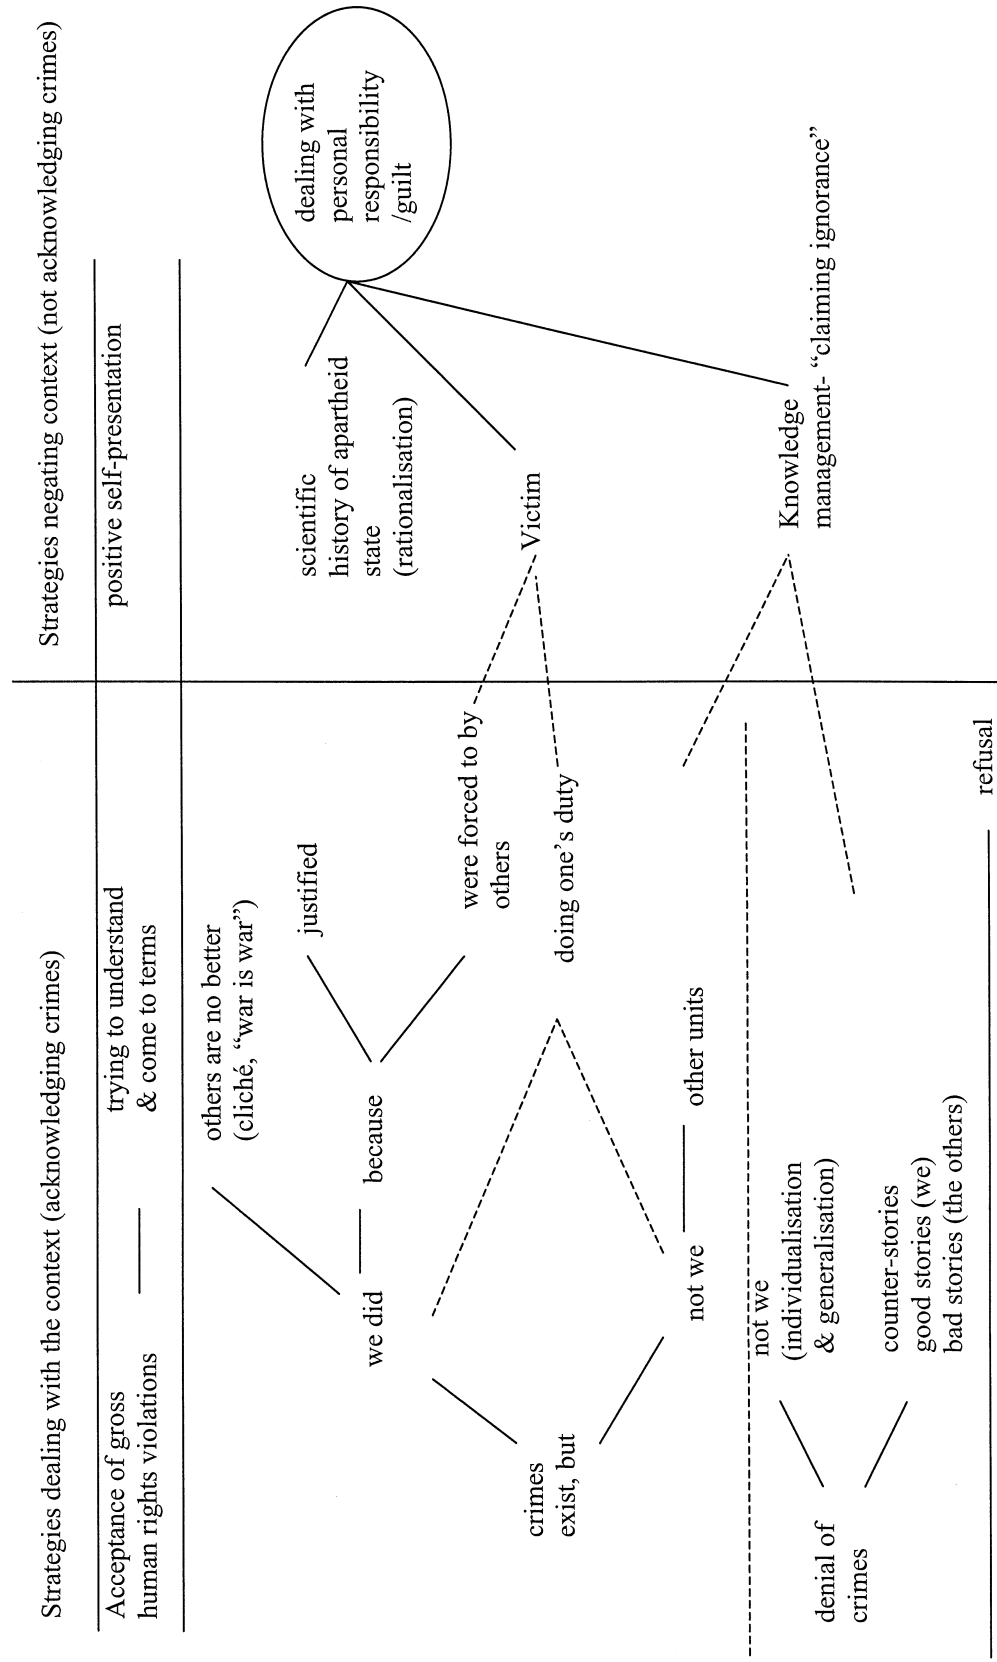 Strategies dealing with the context (acknowledging crimes)
Strategies negating context (not acknowledging crimes)
Acceptance of gross
human rights violations
trying to understand
& come to terms
positive self-presentation
others are no better
(cliché, “war is war”)
justified
we did
because
were forced to by
others
doing one’s duty
crimes
exist, but
not we
other units
scientific
history of apartheid
state
(rationalisation)
dealing with
personal
responsibility
/guilt
Victim
Knowledge
management- “claiming ignorance”
denial of
crimes
not we
(individualisation
& generalisation)
counter-stories
good stories (we)
bad stories (the others)
refusal